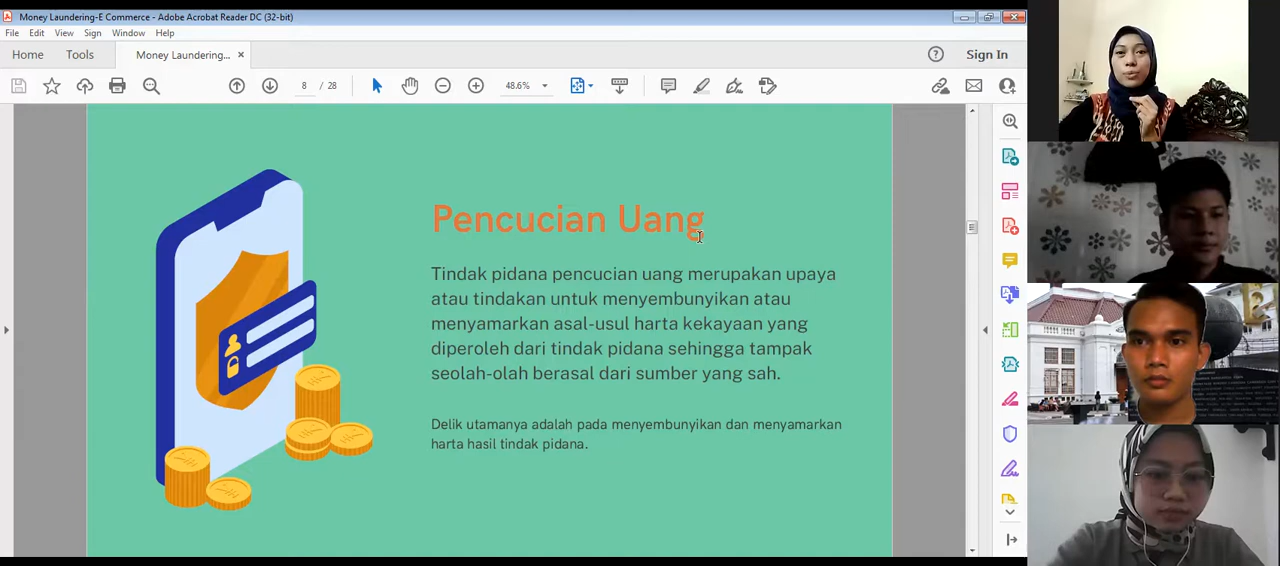 Money Laundering-E Commerce - Adobe Acrobat Reader DC (32-bit)
File Edit View Sign Window Help
Home Tools Money Laundering... × Sign In
8 / 28 48.6%
Pencucian Uang
Tindak pidana pencucian uang merupakan upaya
atau tindakan untuk menyembunyikan atau
menyamarkan asal-usul harta kekayaan yang
diperoleh dari tindak pidana sehingga tampak
seolah-olah berasal dari sumber yang sah.
Delik utamanya adalah pada menyembunyikan dan menyamarkan
harta hasil tindak pidana.